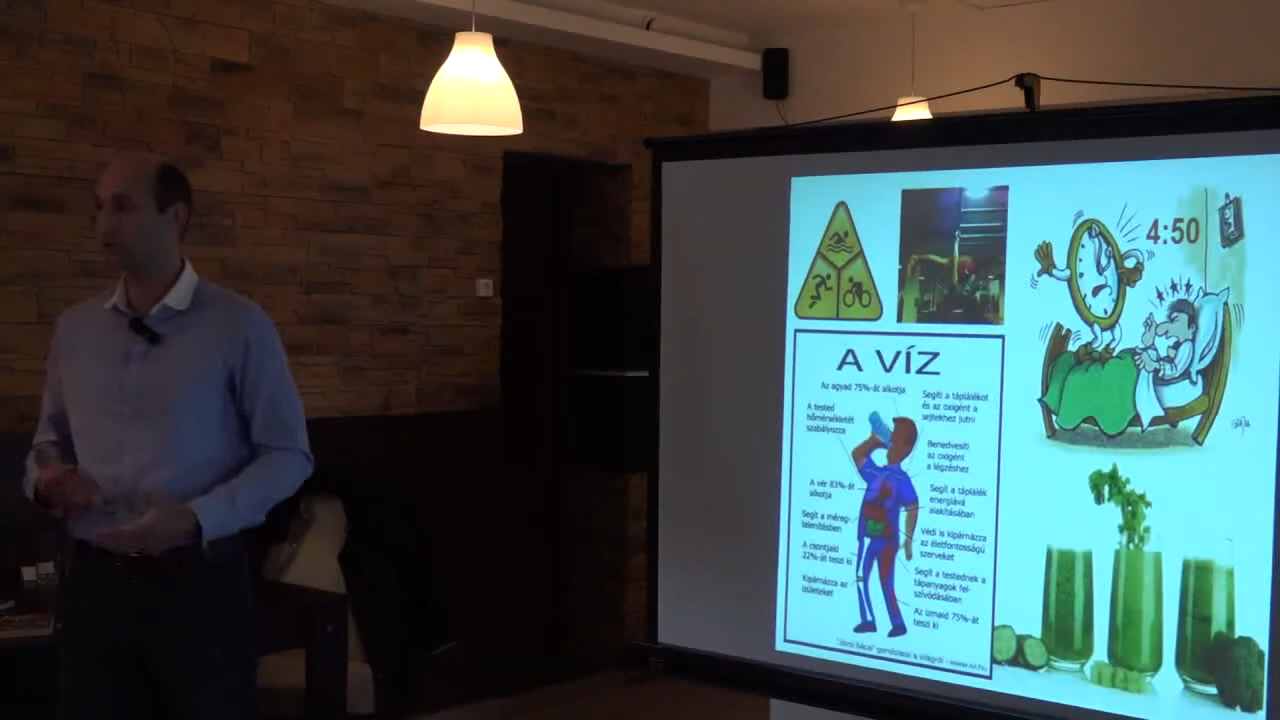 4:50
A VÍZ
Az agyad 75%-át alkotja
A tested
hőmérsékletét
szabályozza
A vér 83%-át
alkotja
Segít a méreg-
telenítésben
A csontjaid
22%-át teszi ki
Kipárnázza az
ízületeket
Segíti a táplálékot
és az oxigént a
sejtekhez jutni
Benedvesíti
az oxigént
a légzéshez
Segít a táplálék
energiává
alakításában
Védi is kipárnázza
az életfontosságú
szerveket
Segít a testednek a
tápanyagok fel-
szívódásában
Az izmaid 75%-át
teszi ki
gondolatai a világról